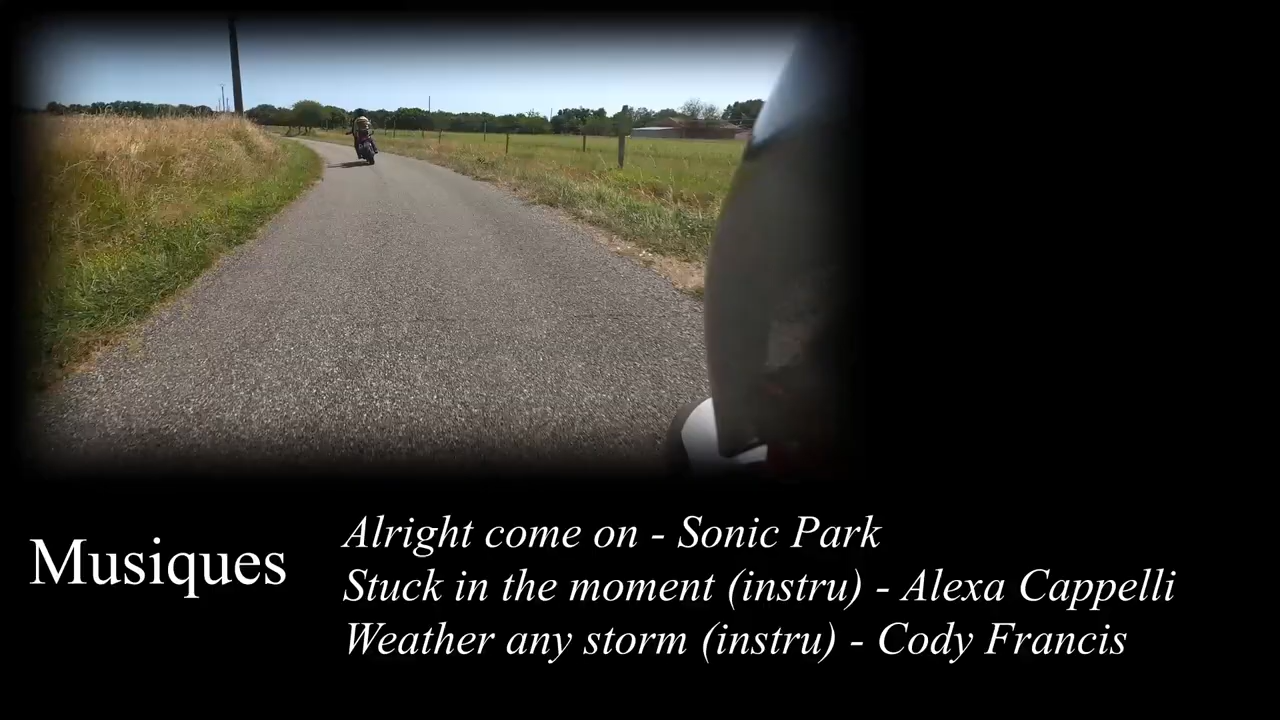 Musiques
Alright come on - Sonic Park
Stuck in the moment (instru) - Alexa Cappelli
Weather any storm (instru) - Cody Francis